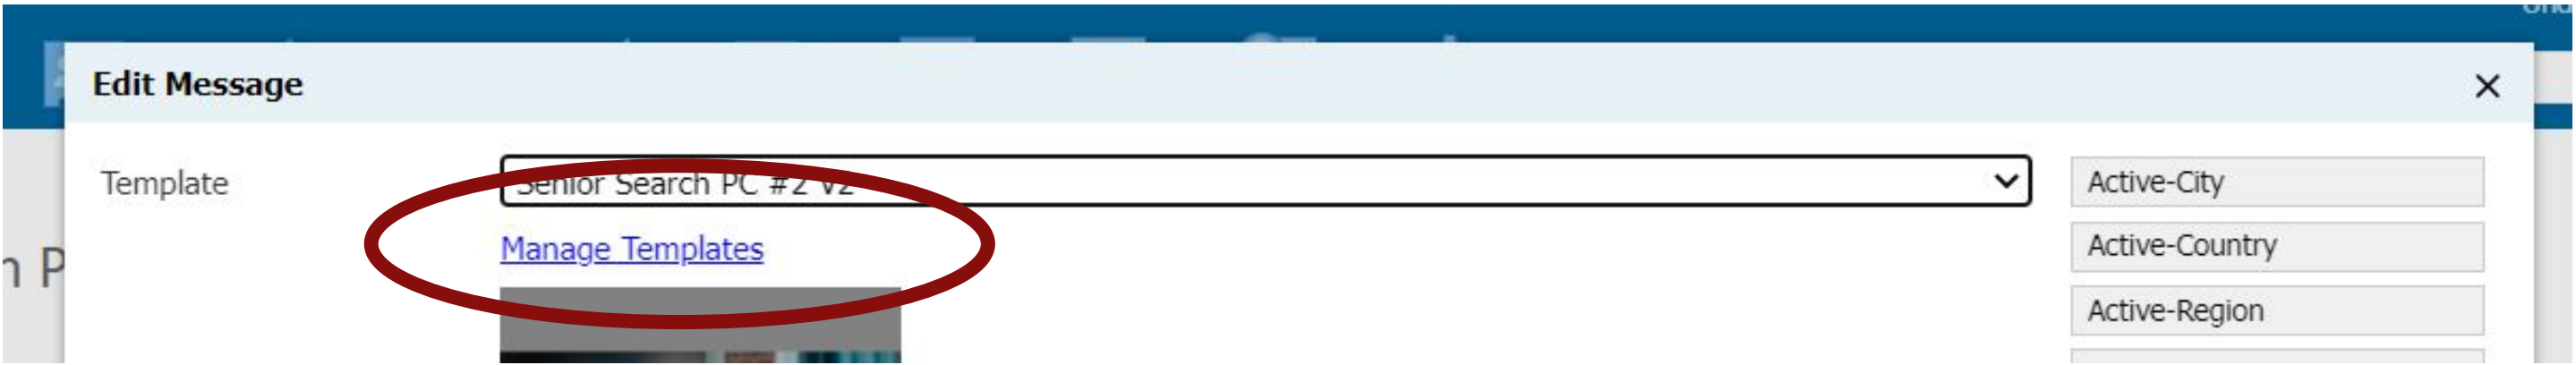 Edit Message
Template
Senior Search PC #2 V2
Active-City
Manage Templates
Active-Country
Active-Region